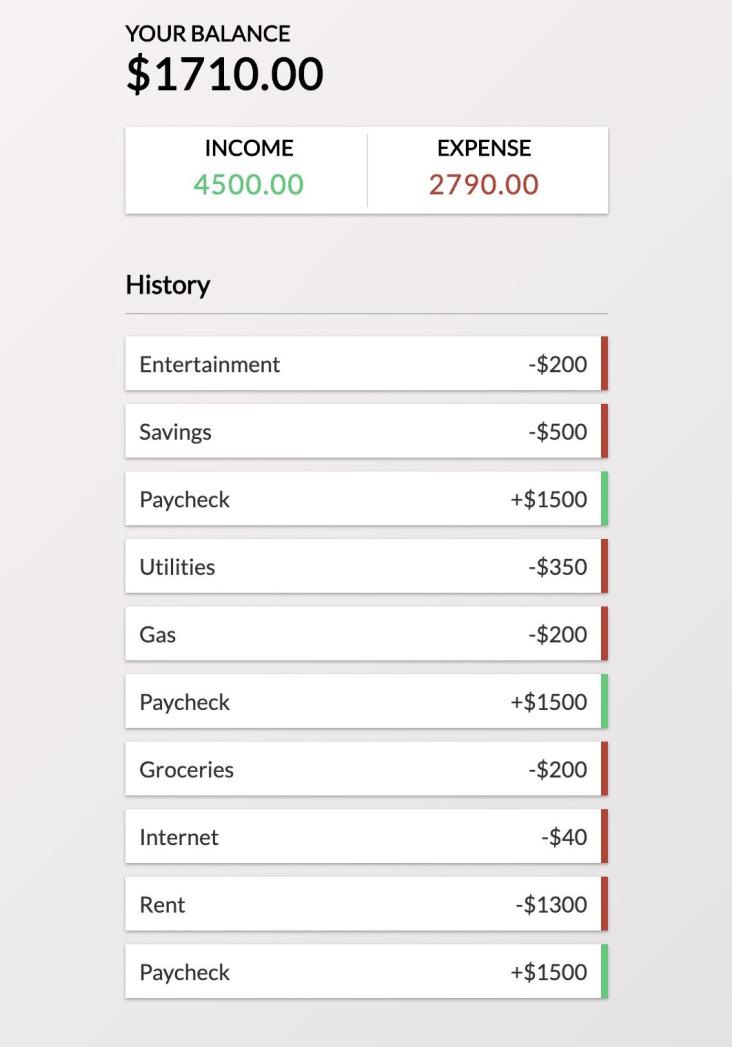 YOUR BALANCE
$1710.00
INCOME EXPENSE
4500.00 2790.00
History
Entertainment -$200
Savings -$500
Paycheck +$1500
Utilities -$350
Gas -$200
Paycheck +$1500
Groceries -$200
Internet -$40
Rent -$1300
Paycheck +$1500